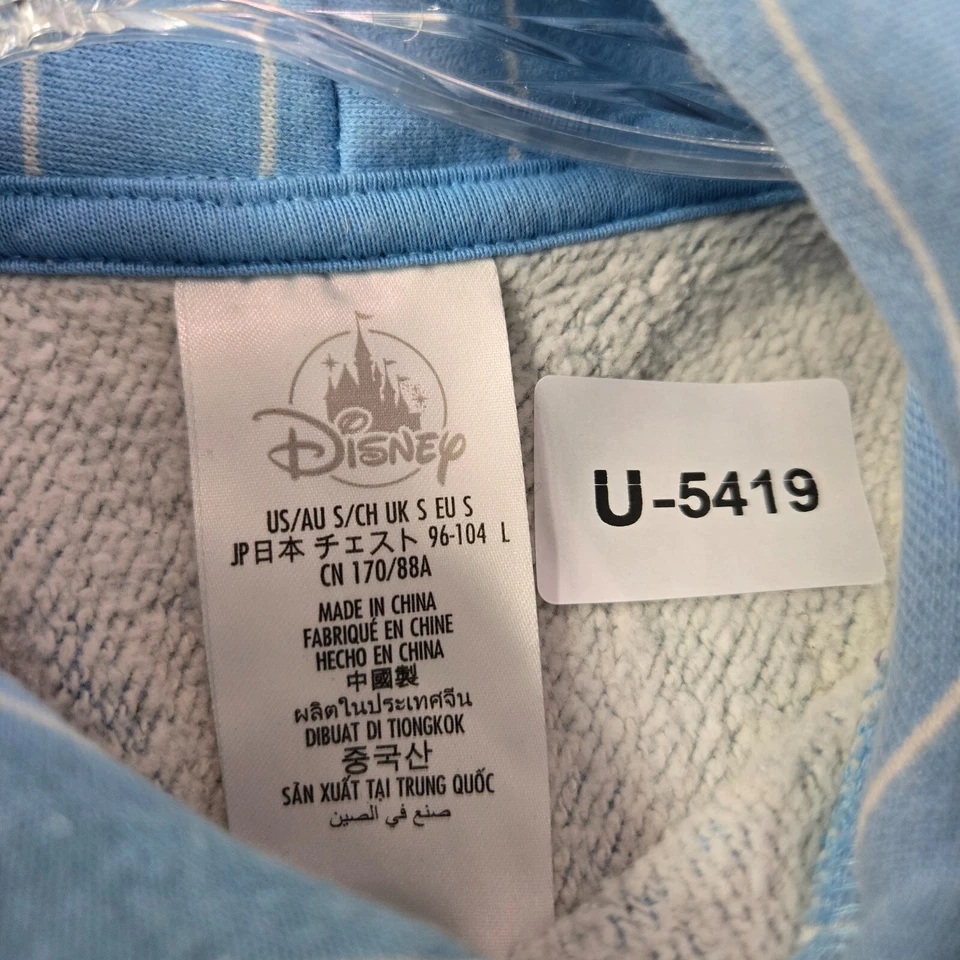 Disney
US/AU S/CH UK S EU S
JP日本 チェスト 96-104 L
CN 170/88A
MADE IN CHINA
FABRIQUÉ EN CHINE
HECHO EN CHINA
中國製
ผลิตในประเทศจีน
DIBUAT DI TIONGKOK
중국산
SẢN XUẤT TẠI TRUNG QUỐC
صنع في الصين
U-5419